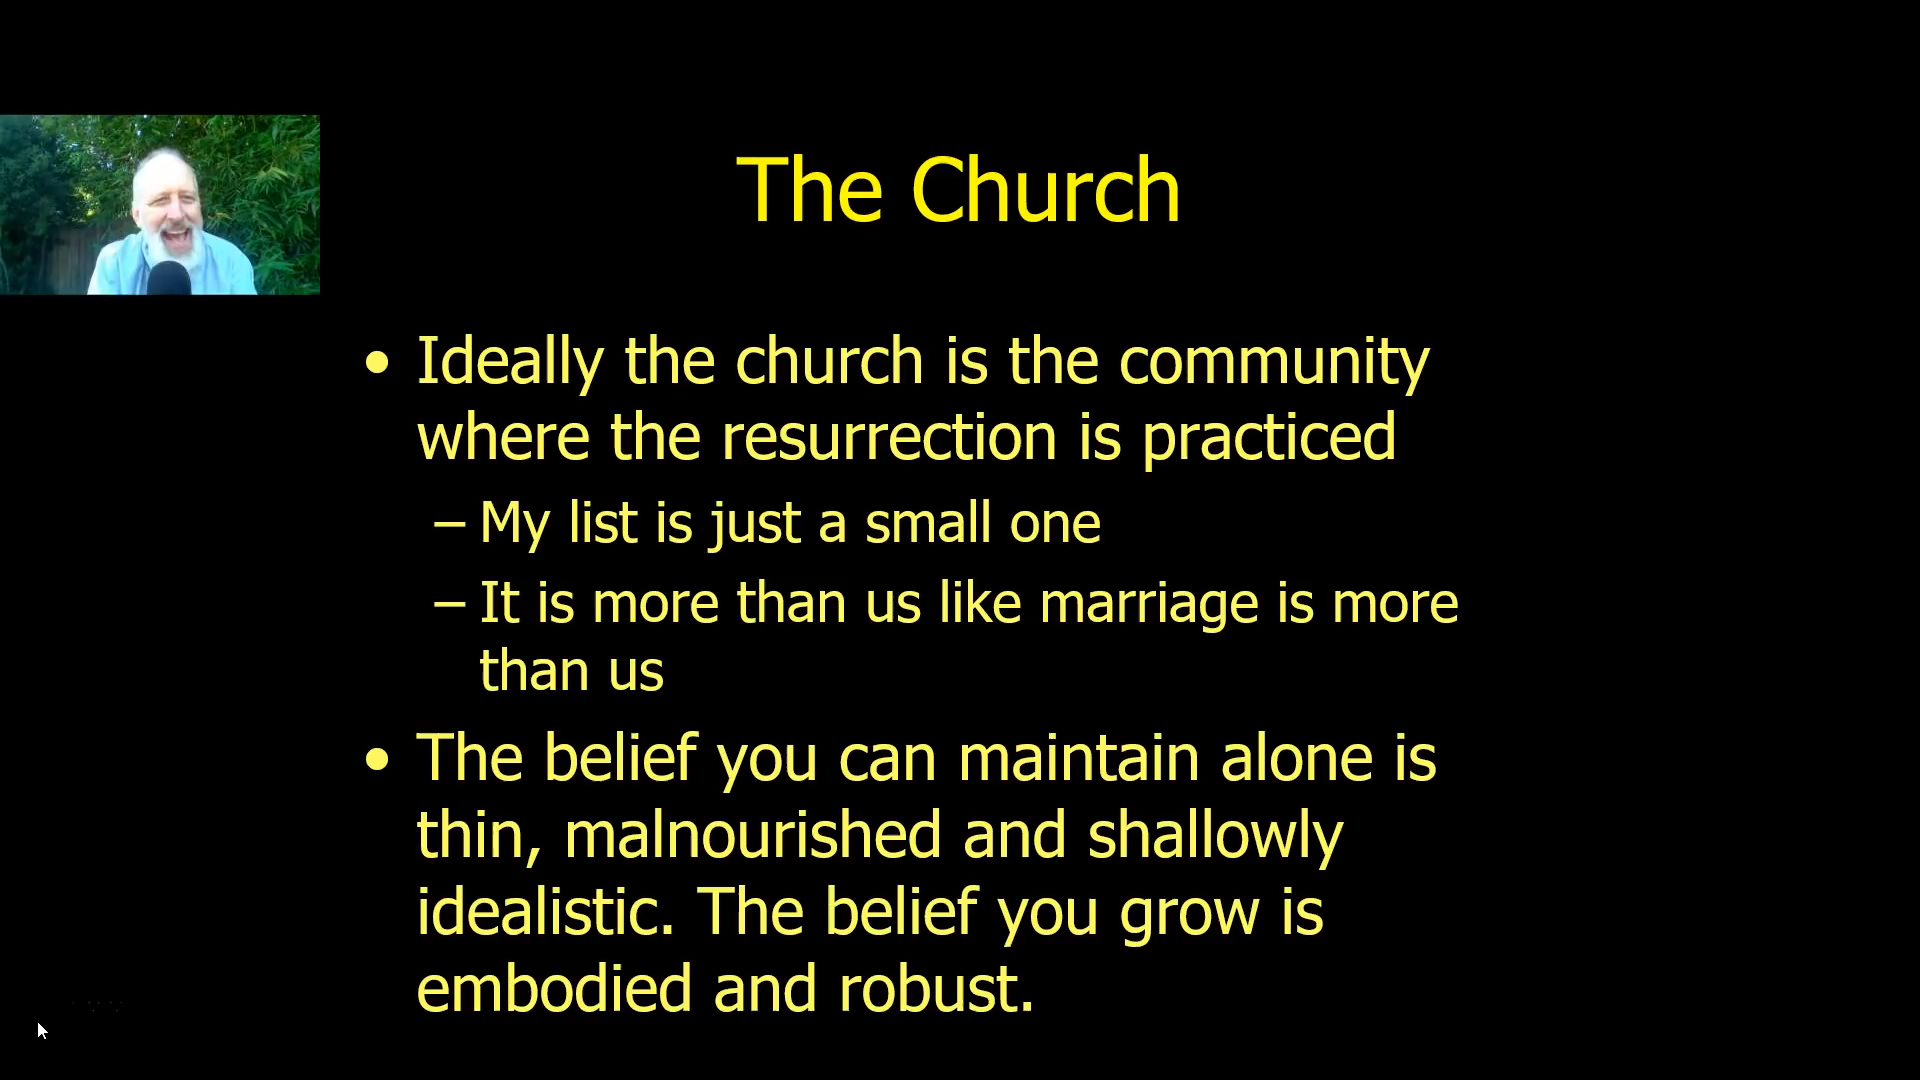 The Church
• Ideally the church is the community
where the resurrection is practiced
– My list is just a small one
– It is more than us like marriage is more
than us
• The belief you can maintain alone is
thin, malnourished and shallowly
idealistic. The belief you grow is
embodied and robust.